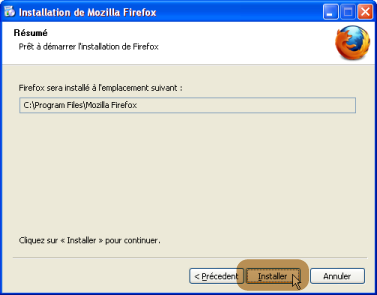 Installation de Mozilla Firefox
Résumé
Prêt à démarrer l'installation de Firefox
Firefox sera installé à l'emplacement suivant :
C:\Program Files\Mozilla Firefox
Cliquez sur « Installer » pour continuer.
< Précédent Installer Annuler